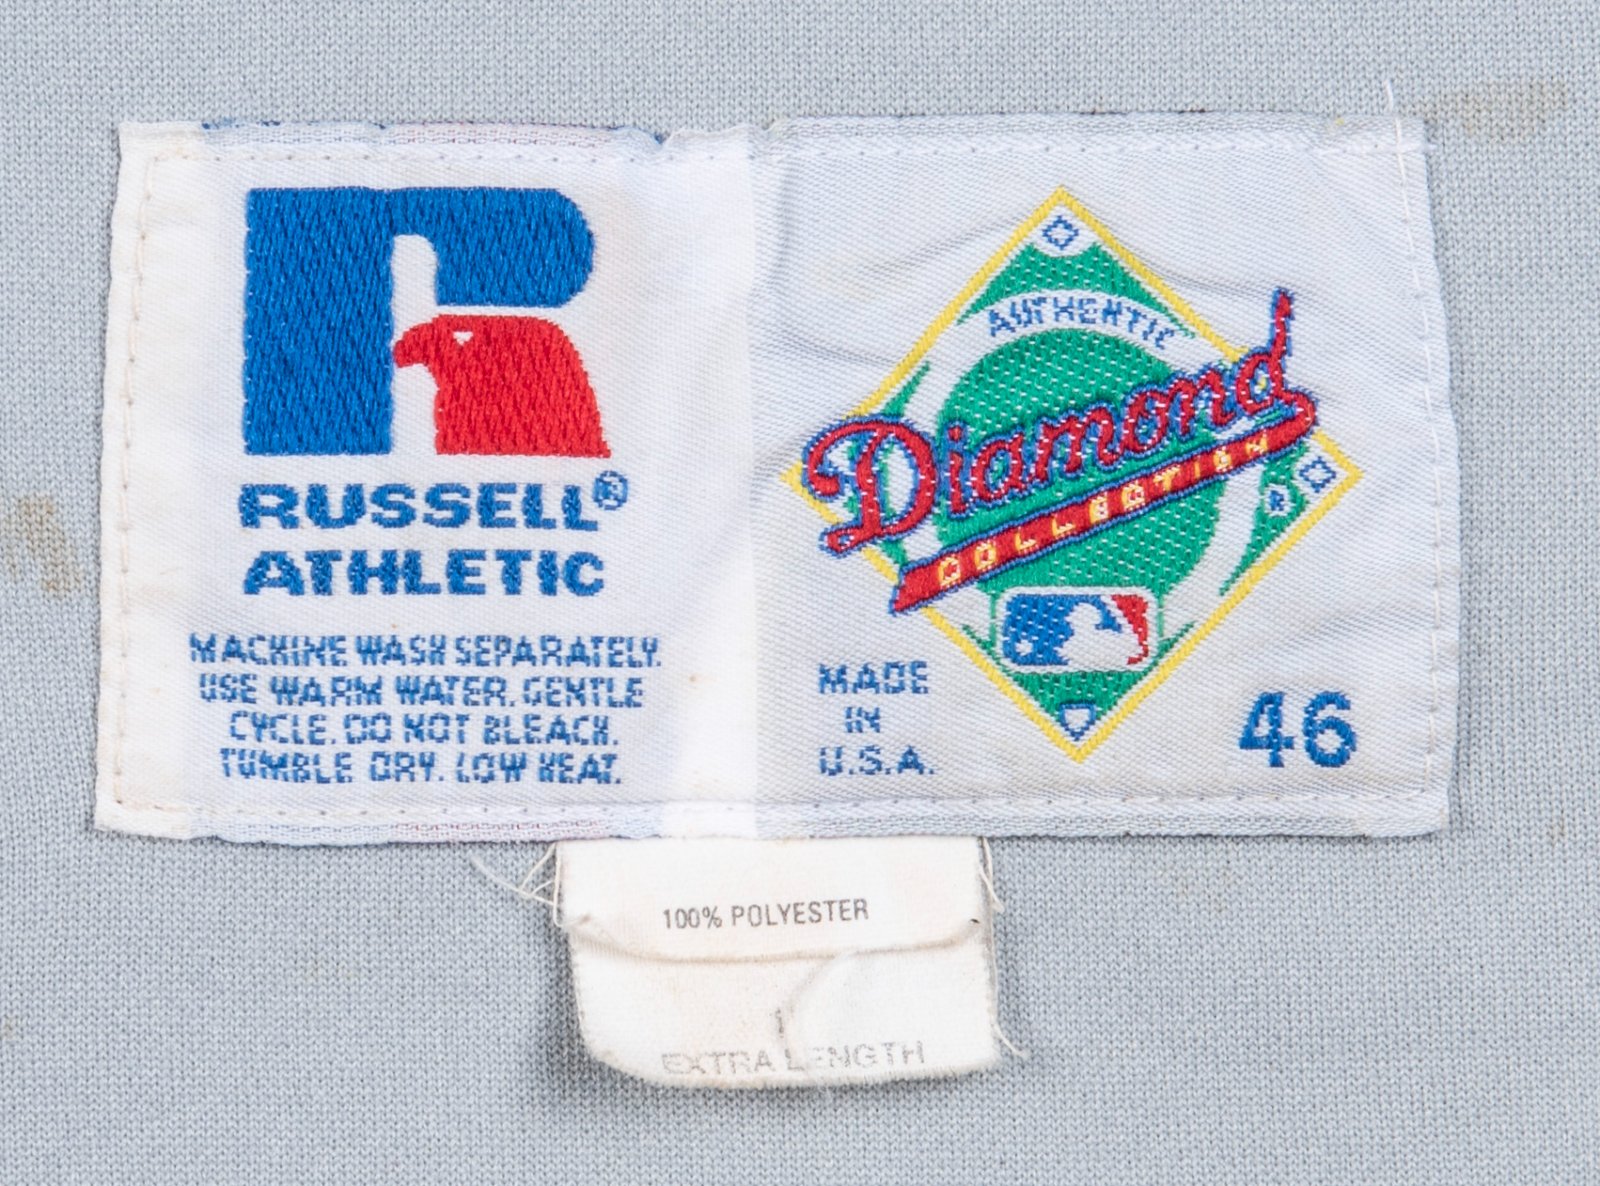 RUSSELL®
ATHLETIC
MACHINE WASH SEPARATELY.
USE WARM WATER. GENTLE
CYCLE. DO NOT BLEACH.
TUMBLE DRY. LOW HEAT.
AUTHENTIC
Diamond
COLLECTION
®
MADE
IN
U.S.A.
46
100% POLYESTER
1
EXTRA LENGTH